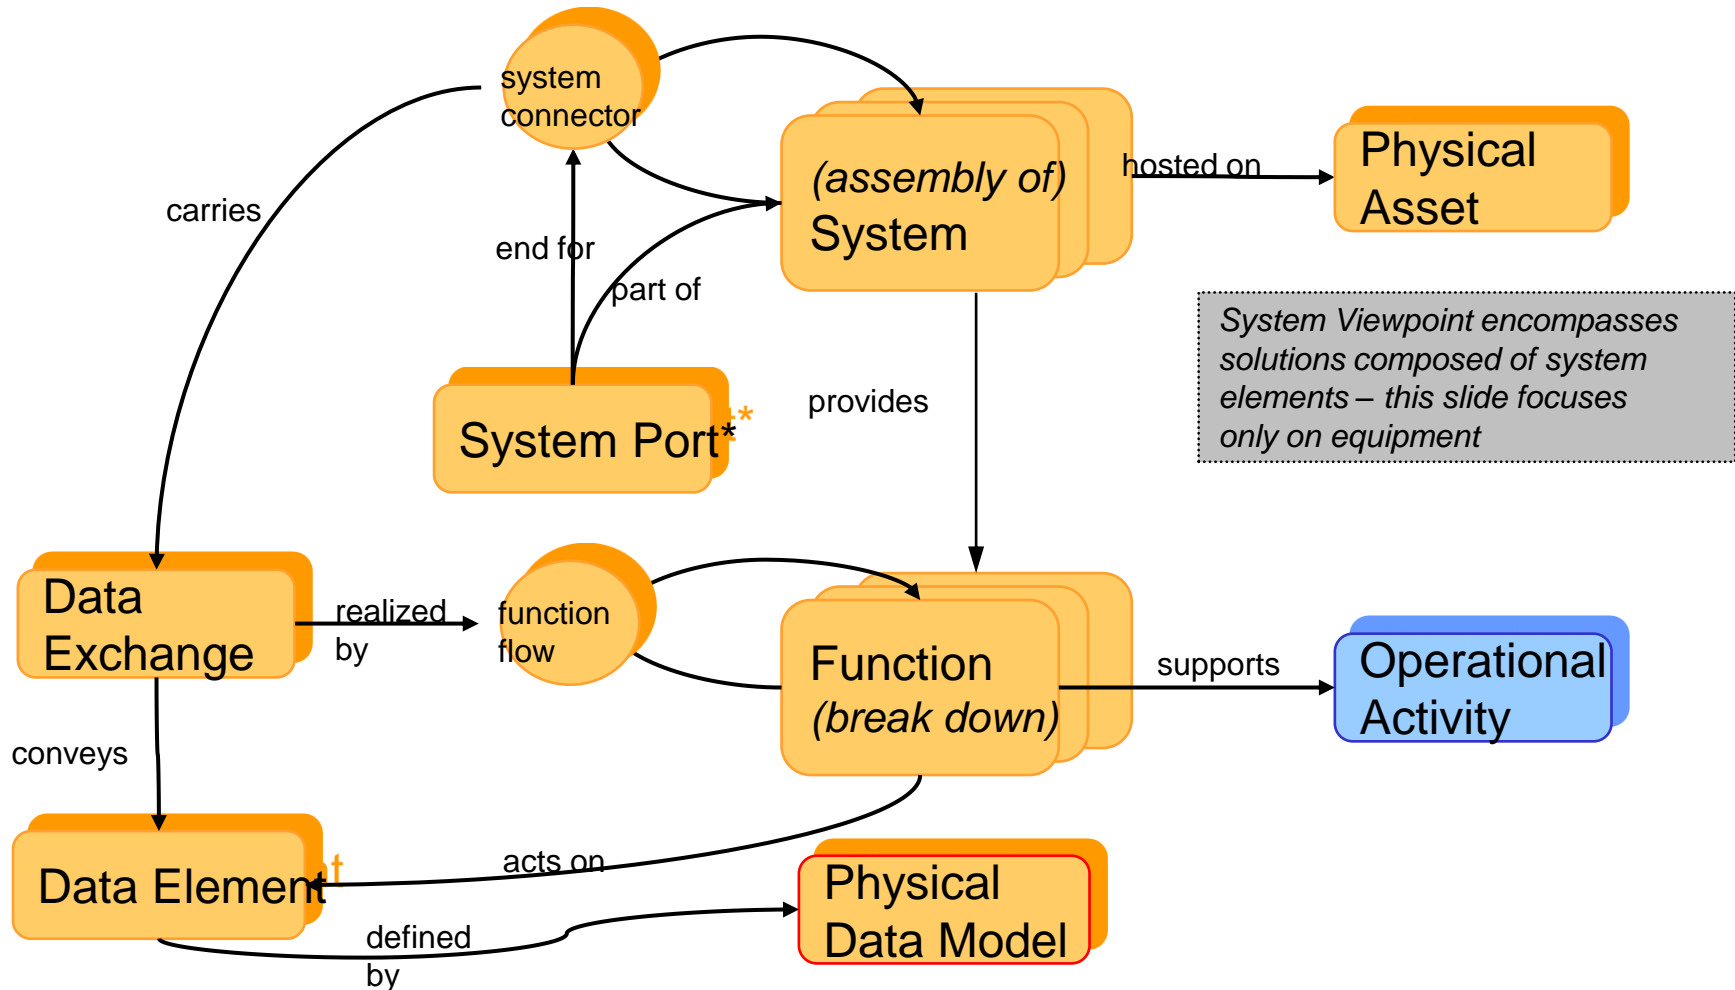 system
connector
(assembly of)
System
hosted on
Physical
Asset
carries
end for
part of
System Viewpoint encompasses
solutions composed of system
elements – this slide focuses
only on equipment
System Port*
provides
Data
Exchange
realized
by
function
flow
Function
(break down)
supports
Operational
Activity
conveys
Data Element
acts on
Physical
Data Model
defined
by